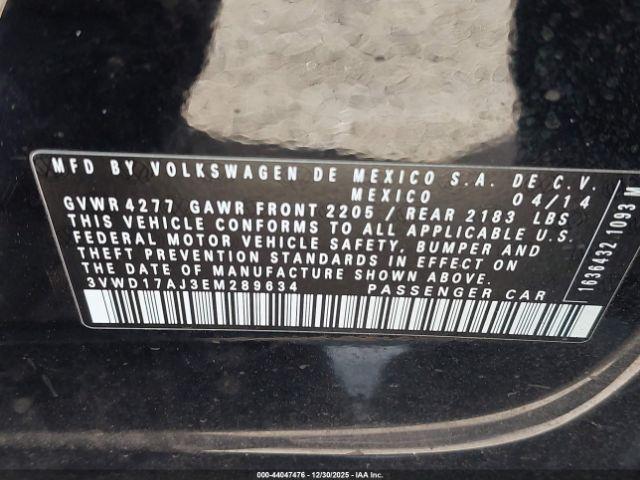 MFD BY VOLKSWAGEN DE MEXICO S.A. DE C.V.
MEXICO 04/14
GVWR 4277 GAWR FRONT 2205 / REAR 2183 LBS
THIS VEHICLE CONFORMS TO ALL APPLICABLE U.S.
FEDERAL MOTOR VEHICLE SAFETY, BUMPER AND
THEFT PREVENTION STANDARDS IN EFFECT ON
THE DATE OF MANUFACTURE SHOWN ABOVE.
3VWD17AJ3EM289634 PASSENGER CAR
1636432 1093 M
000-44047476 - 12/30/2025 - IAAI.COM